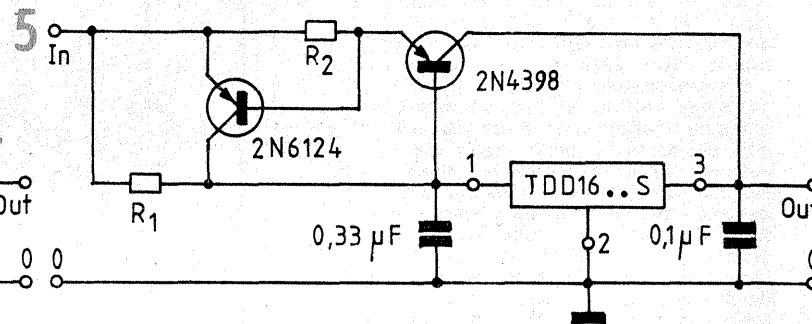 5
In
R2
2N4398
2N6124
1
TDD16..S
3
Out
R1
0,33 µF
2
0,1µF
Out
0 0
0